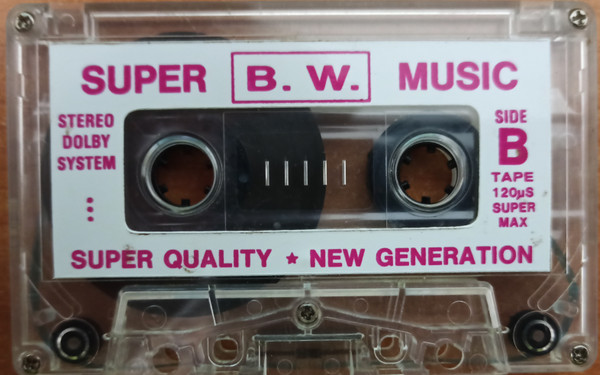 SUPER B. W. MUSIC
STEREO
DOLBY
SYSTEM
SIDE
B
TAPE
120µS
SUPER
MAX
SUPER QUALITY ★ NEW GENERATION